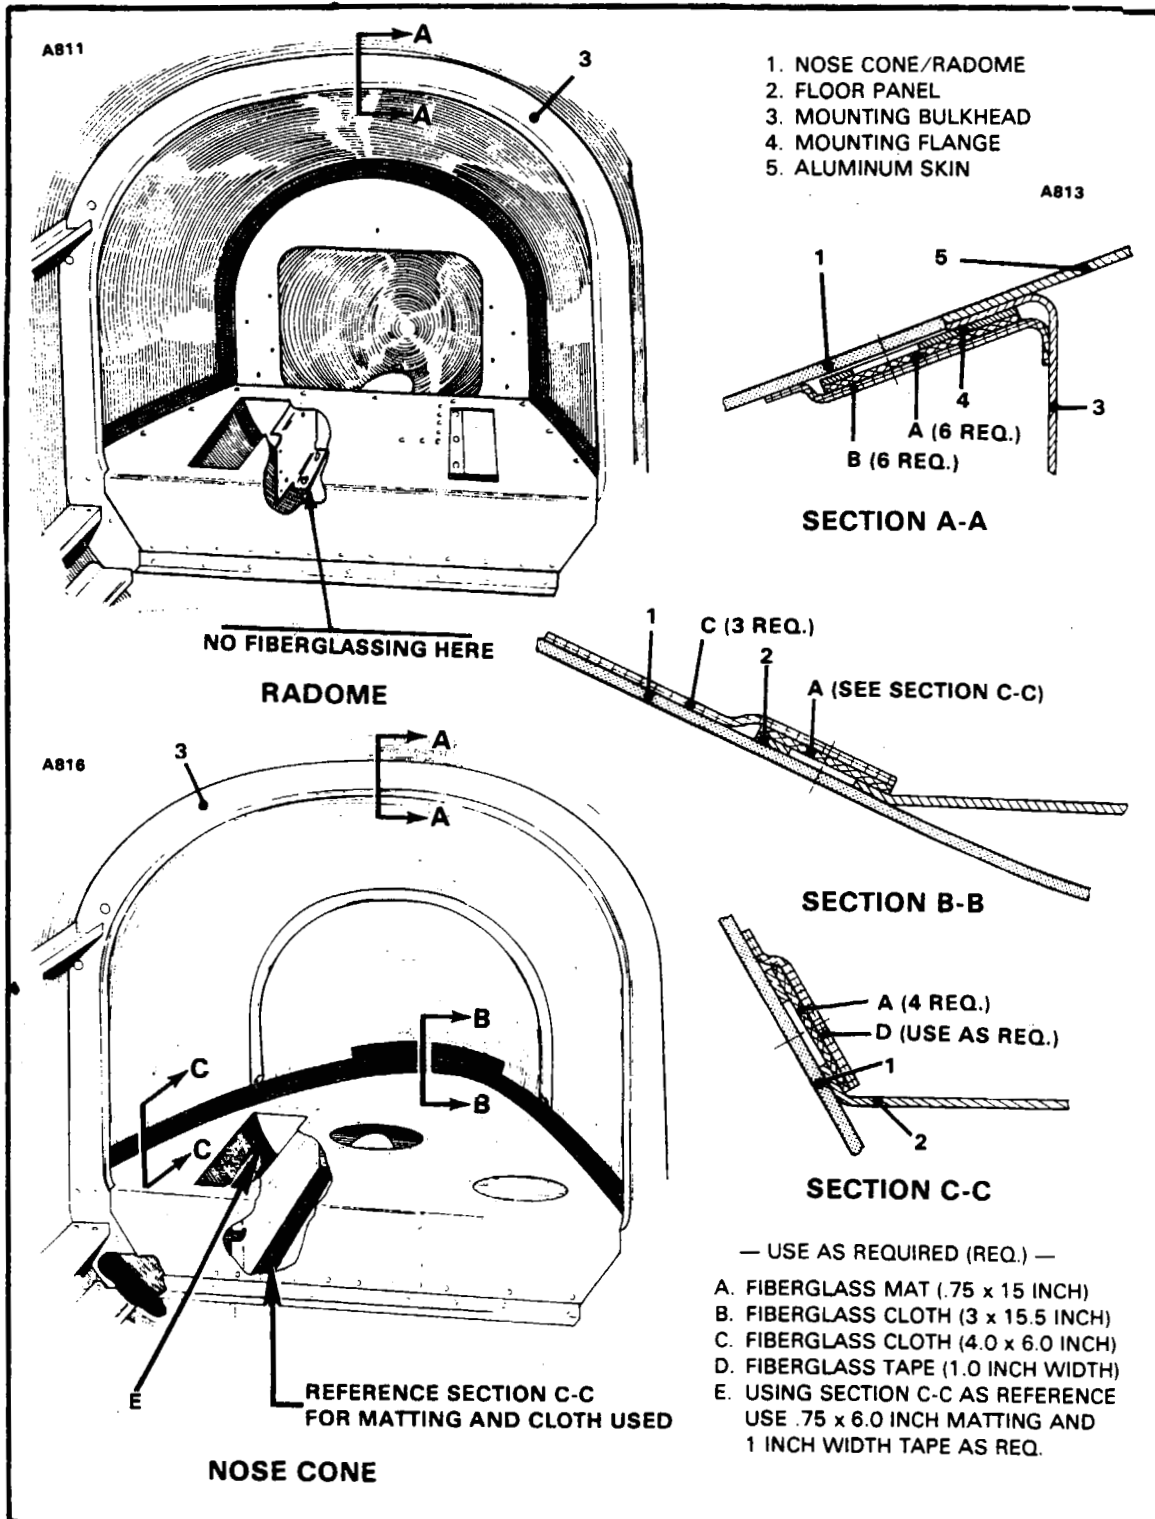 A811
A
A
3
NO FIBERGLASSING HERE
RADOME
1. NOSE CONE/RADOME
2. FLOOR PANEL
3. MOUNTING BULKHEAD
4. MOUNTING FLANGE
5. ALUMINUM SKIN
A813
1
5
4
3
A (6 REQ.)
B (6 REQ.)
SECTION A-A
1
C (3 REQ.)
2
A (SEE SECTION C-C)
SECTION B-B
A816
3
A
A
B
B
C
C
E
REFERENCE SECTION C-C
FOR MATTING AND CLOTH USED
NOSE CONE
A (4 REQ.)
D (USE AS REQ.)
1
2
SECTION C-C
— USE AS REQUIRED (REQ.) —
A. FIBERGLASS MAT (.75 x 15 INCH)
B. FIBERGLASS CLOTH (3 x 15.5 INCH)
C. FIBERGLASS CLOTH (4.0 x 6.0 INCH)
D. FIBERGLASS TAPE (1.0 INCH WIDTH)
E. USING SECTION C-C AS REFERENCE
USE .75 x 6.0 INCH MATTING AND
1 INCH WIDTH TAPE AS REQ.